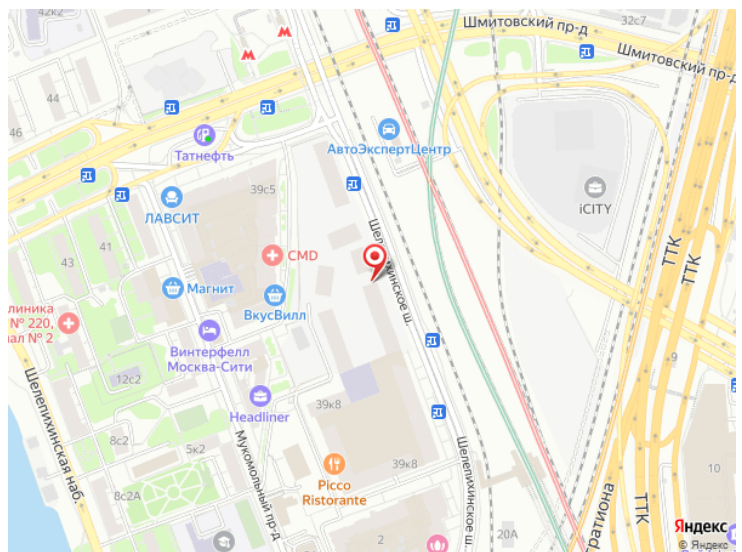 42к2
32с7
Шмитовский пр-д
Шмитовский пр-д
44
46
Татнефть
АвтоЭкспертЦентр
39с5
ЛАВСИТ
iCITY
Шелепихинское ш.
ТТК
ТТК
43
41
CMD
Магнит
ВкусВилл
линика
№ 220,
ал № 2
Винтерфелл
Москва-Сити
9
12с2
Headliner
39к8
Шелепихинская наб.
8с2
5к2
Мукомольный пр-д
39к8
Шелепихинское ш.
Picco
Ristorante
8с2А
10
ТТК
20А
2
Яндекс
© Яндекс